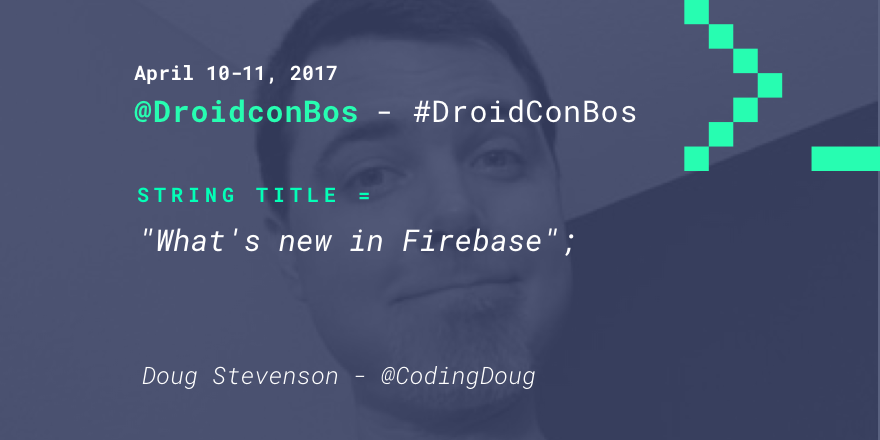 April 10-11, 2017
@DroidconBos - #DroidConBos
STRING TITLE =
"What's new in Firebase";
Doug Stevenson - @CodingDoug